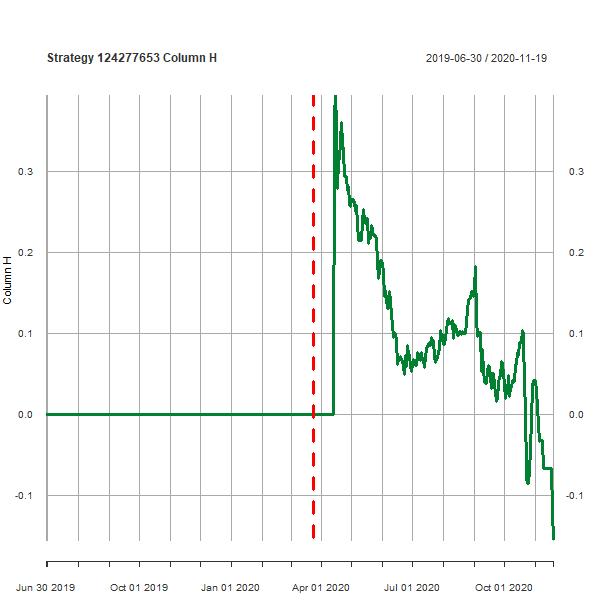 Strategy 124277653 Column H
2019-06-30 / 2020-11-19
Column H
0.3
0.2
0.1
0.0
-0.1
0.3
0.2
0.1
0.0
-0.1
Jun 30 2019
Oct 01 2019
Jan 01 2020
Apr 01 2020
Jul 01 2020
Oct 01 2020